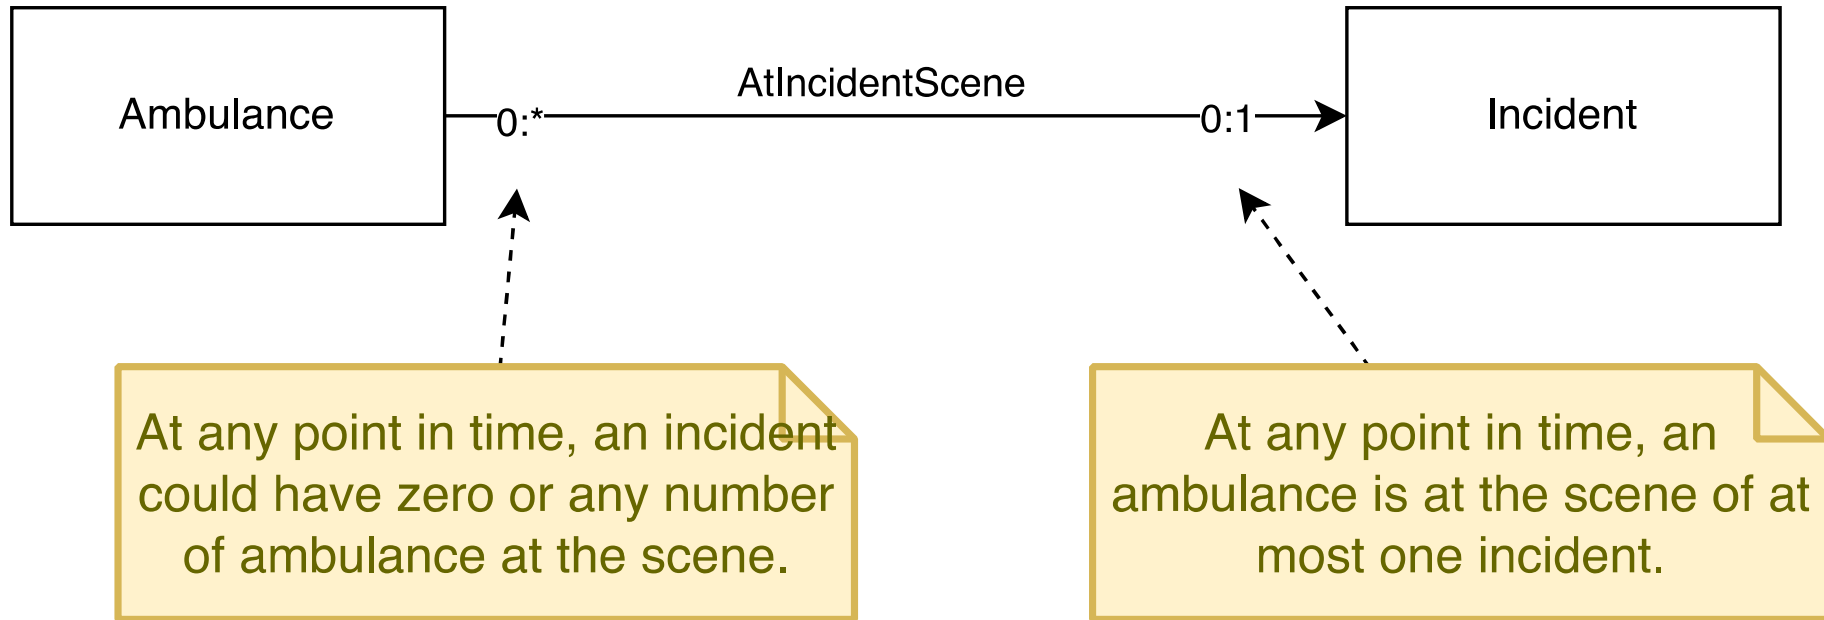 AtIncidentScene
Ambulance
0:*
0:1
Incident
At any point in time, an incident
could have zero or any number
of ambulance at the scene.
At any point in time, an
ambulance is at the scene of at
most one incident.